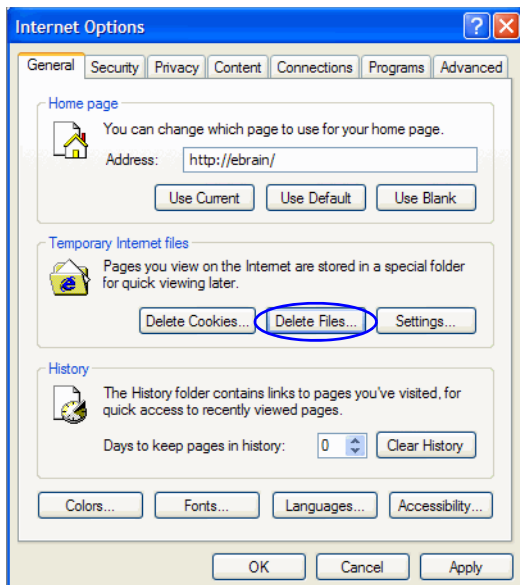 Internet Options
General Security Privacy Content Connections Programs Advanced
Home page
You can change which page to use for your home page.
Address: http://ebrain/
Use Current Use Default Use Blank
Temporary Internet files
Pages you view on the Internet are stored in a special folder
for quick viewing later.
Delete Cookies... Delete Files... Settings...
History
The History folder contains links to pages you've visited, for
quick access to recently viewed pages.
Days to keep pages in history: 0 Clear History
Colors... Fonts... Languages... Accessibility...
OK Cancel Apply